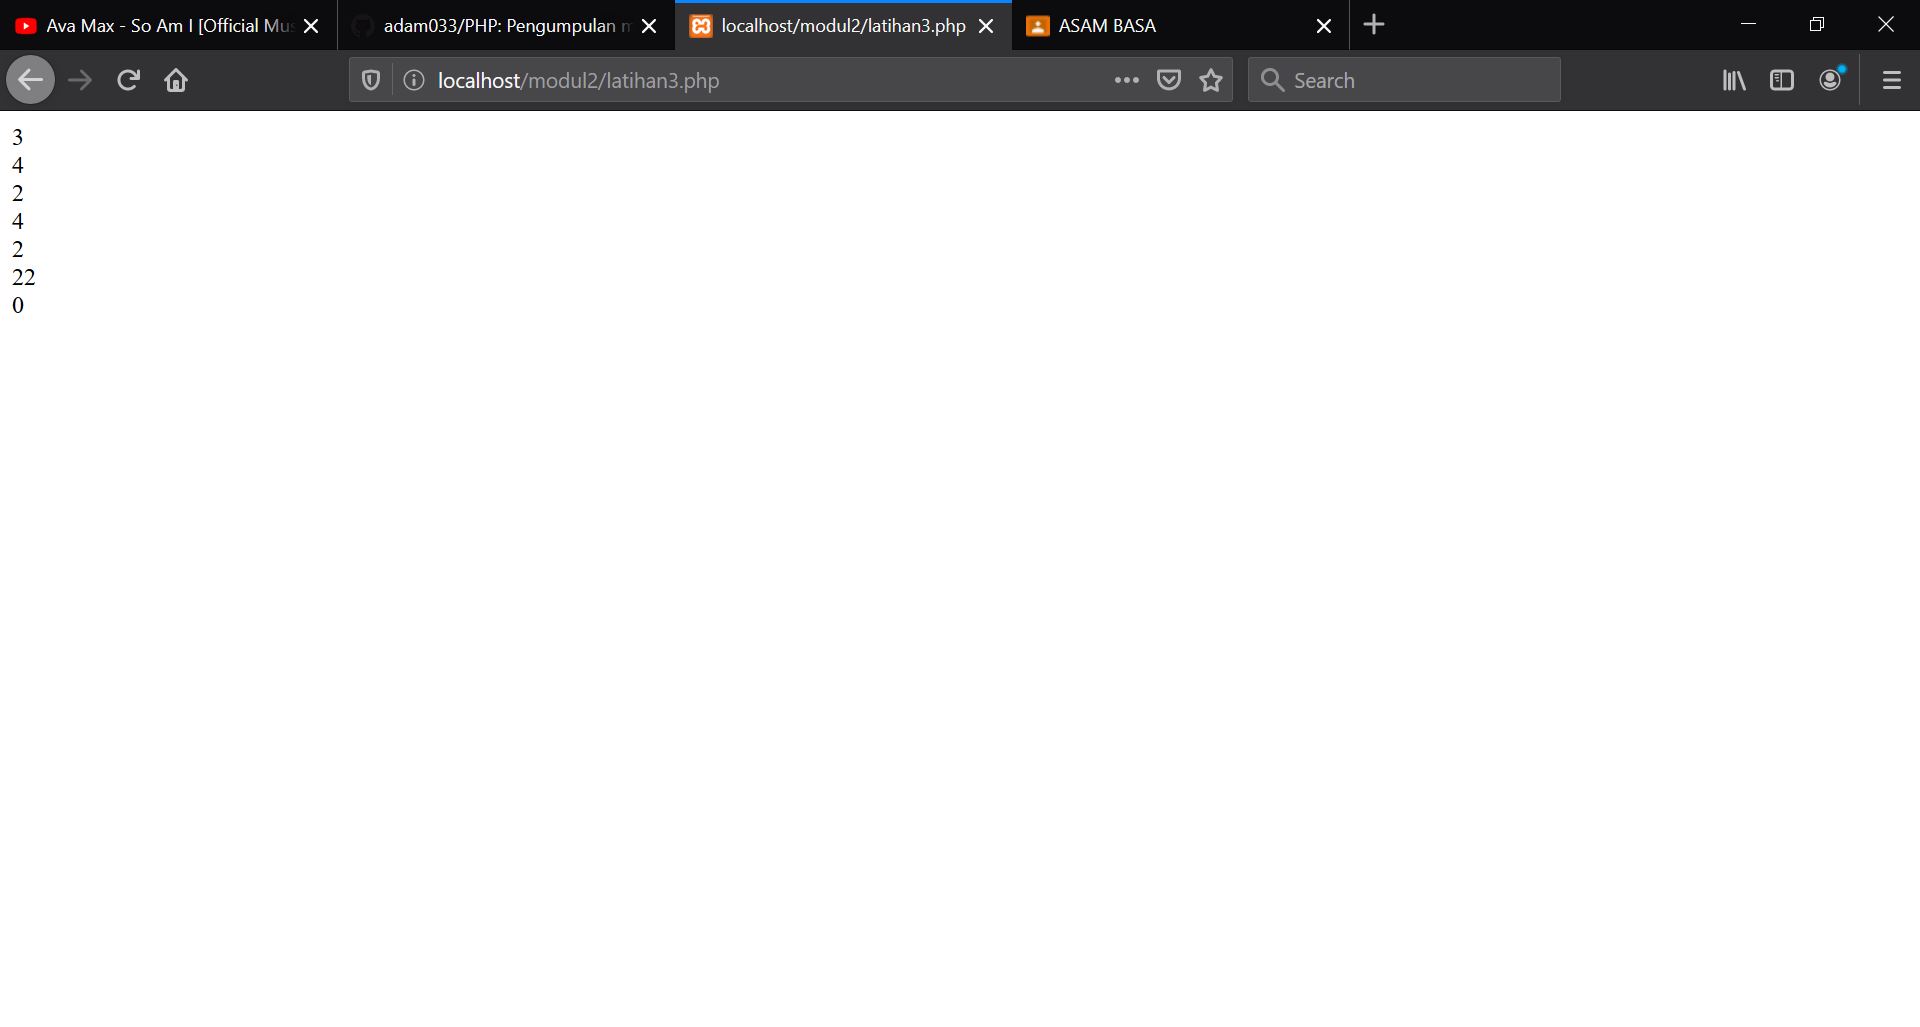 Ava Max - So Am I [Official Mus
adam033/PHP: Pengumpulan m
localhost/modul2/latihan3.php
ASAM BASA
localhost/modul2/latihan3.php
Search
3
4
2
4
2
22
0